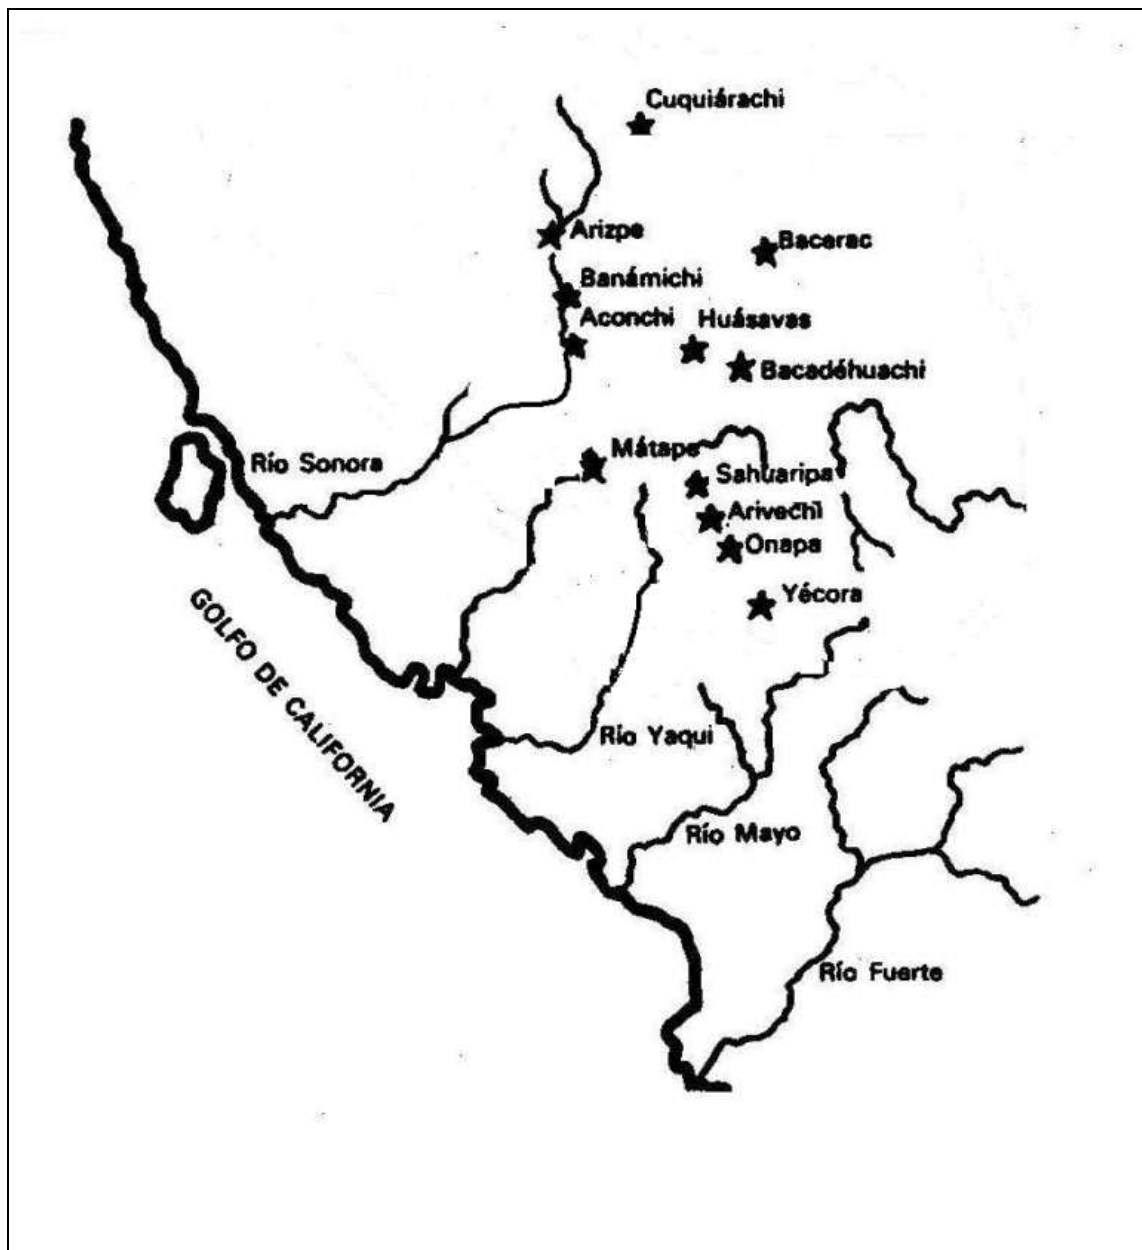 Cuquiárachi
Arizpe
Bacerac
Banámichi
Aconchi
Huásavas
Bacadéhuachi
Mátape
Río Sonora
Sahuaripa
Arivechi
Onapa
Yécora
GOLFO DE CALIFORNIA
Río Yaqui
Río Mayo
Río Fuerte